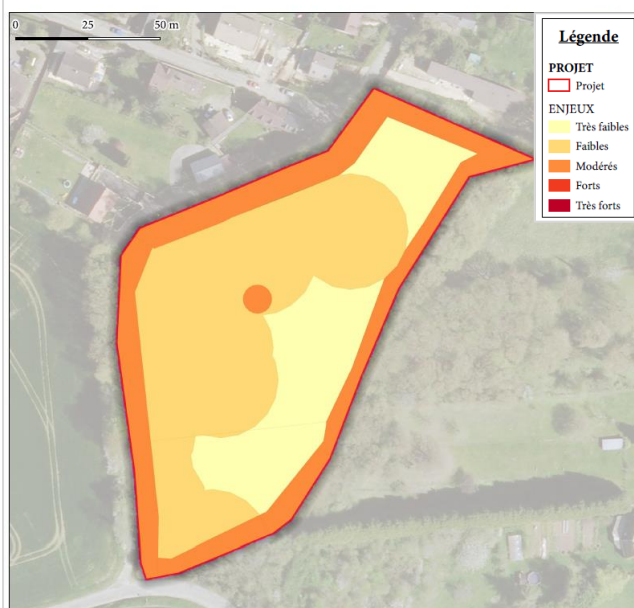 0 25 50 m
Légende
PROJET
Projet
ENJEUX
Très faibles
Faibles
Modérés
Forts
Très forts